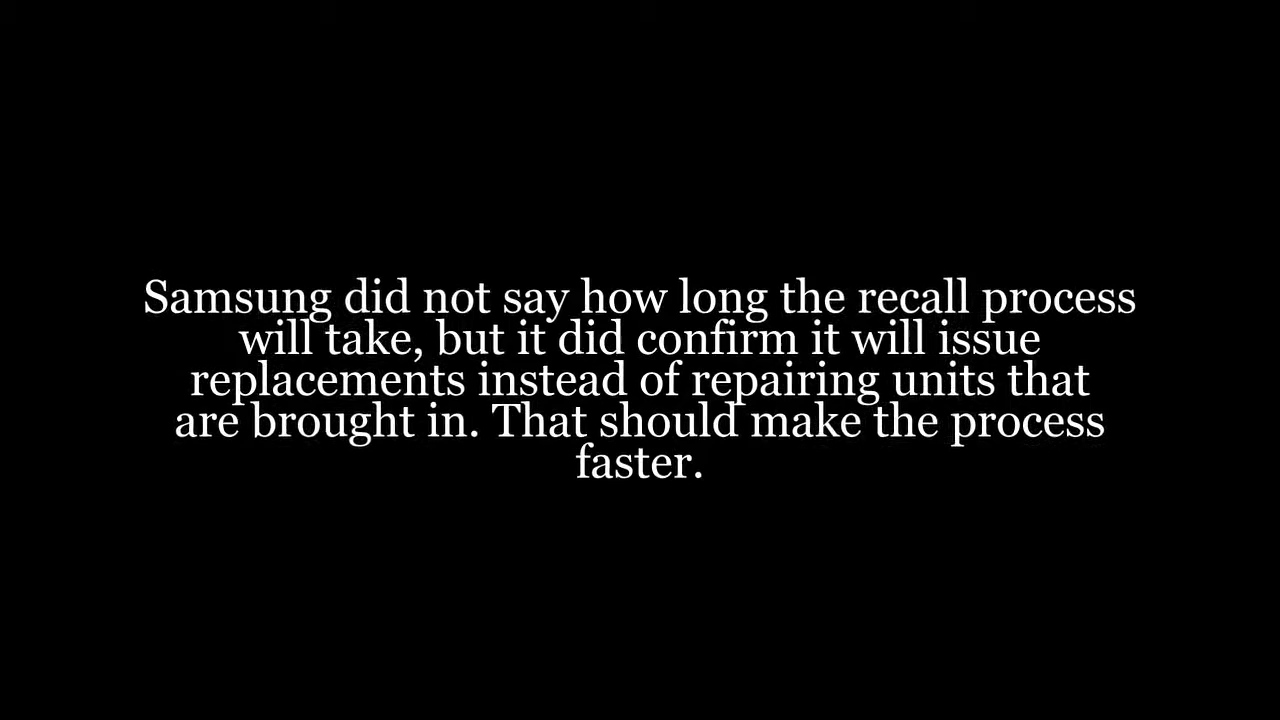 Samsung did not say how long the recall process
will take, but it did confirm it will issue
replacements instead of repairing units that
are brought in. That should make the process
faster.